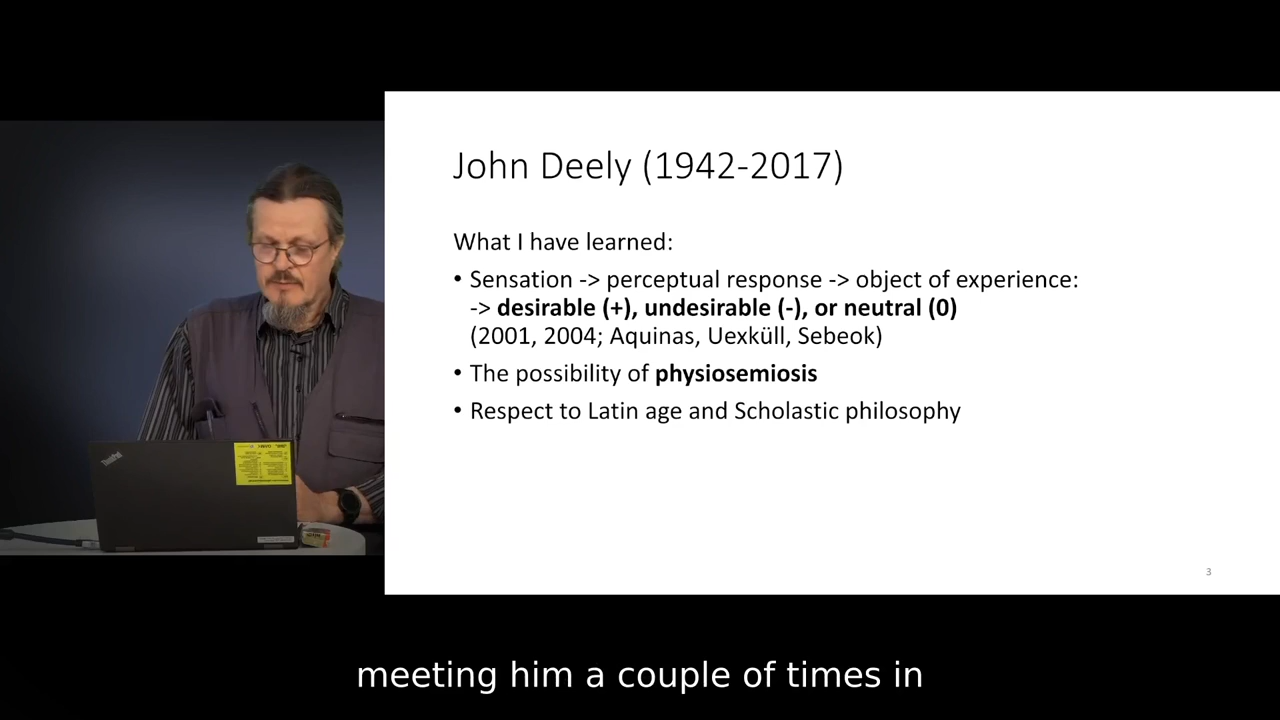 John Deely (1942-2017)
What I have learned:
• Sensation -> perceptual response -> object of experience:
-> desirable (+), undesirable (-), or neutral (0)
(2001, 2004; Aquinas, Uexküll, Sebeok)
• The possibility of physiosemiosis
• Respect to Latin age and Scholastic philosophy
3
ThinkPad
meeting him a couple of times in